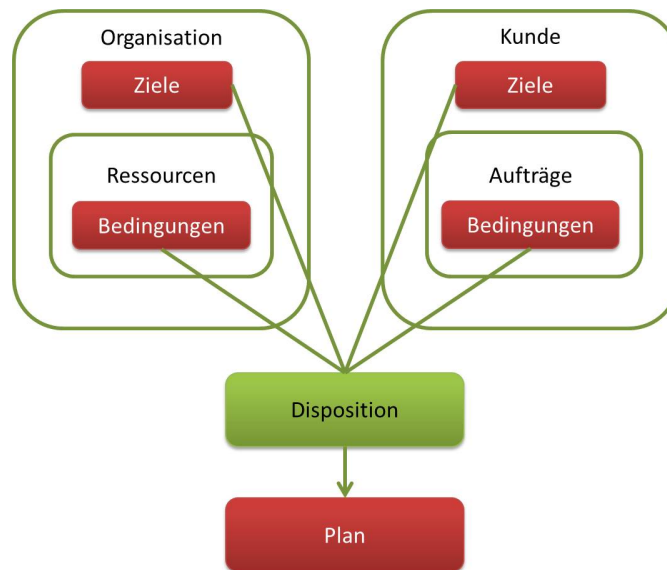 Organisation
Ziele
Ressourcen
Bedingungen
Kunde
Ziele
Aufträge
Bedingungen
Disposition
Plan